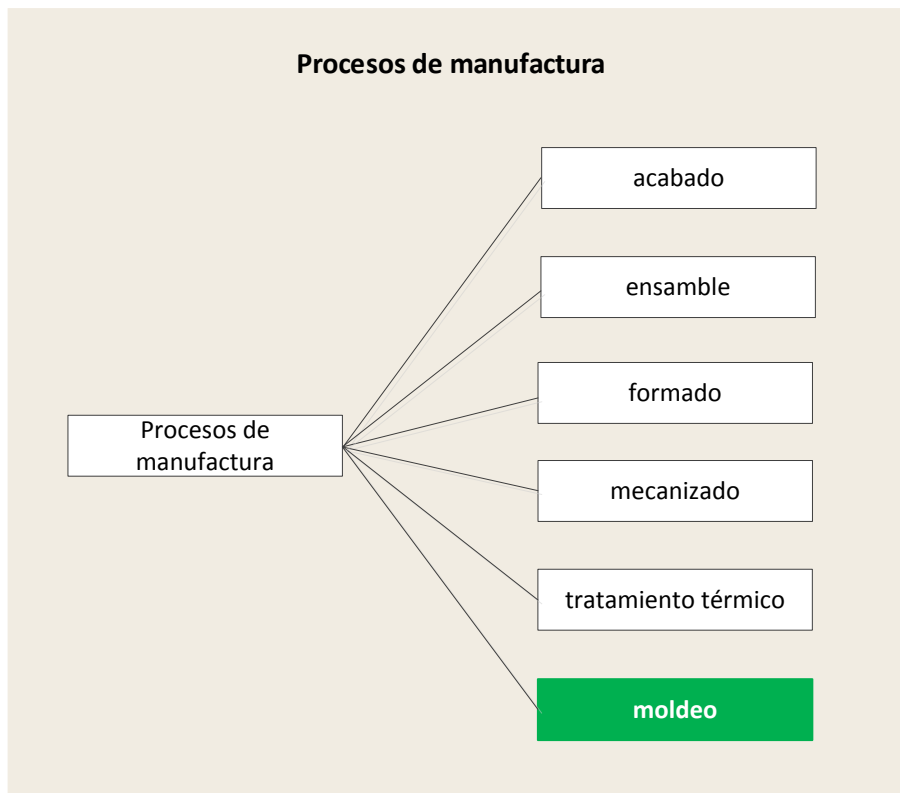 Procesos de manufactura
acabado
ensamble
formado
Procesos de
manufactura
mecanizado
tratamiento térmico
moldeo